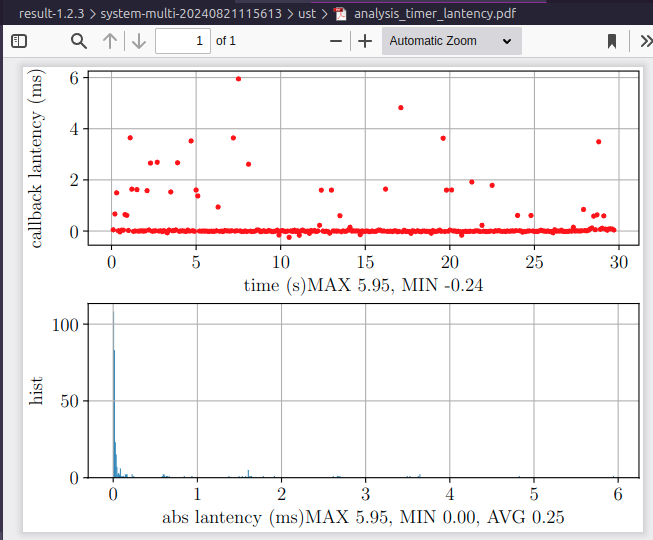 result-1.2.3 > system-multi-20240821115613 > ust > analysis_timer_lantency.pdf
1 of 1
Automatic Zoom
callback lantency (ms)
6
4
2
0
0 5 10 15 20 25 30
time (s)MAX 5.95, MIN -0.24
hist
100
50
0
0 1 2 3 4 5 6
abs lantency (ms)MAX 5.95, MIN 0.00, AVG 0.25